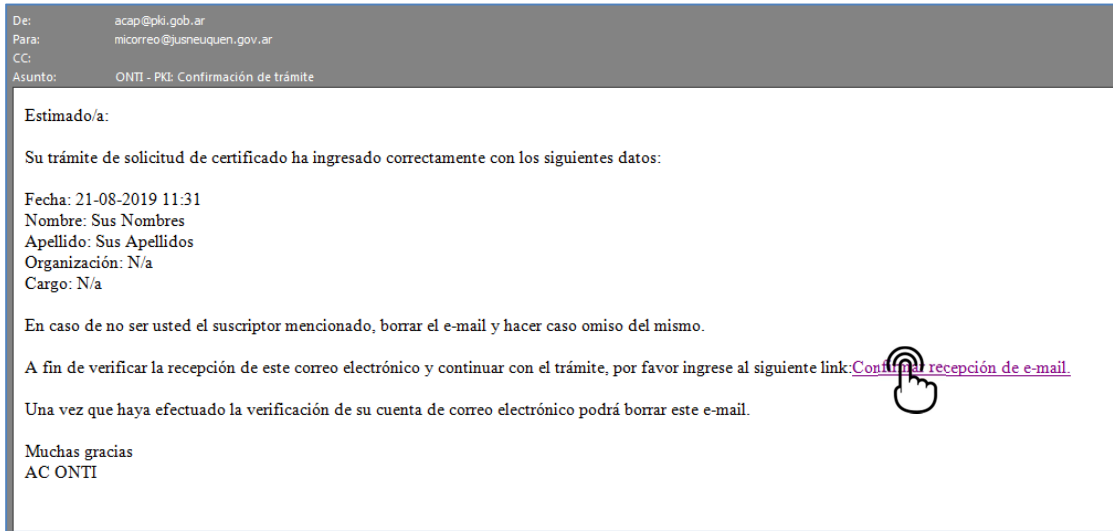 De: acap@pki.gob.ar
Para: micorreo@jusneuquen.gov.ar
CC:
Asunto: ONTI - PKI: Confirmación de trámite
Estimado/a:
Su trámite de solicitud de certificado ha ingresado correctamente con los siguientes datos:
Fecha: 21-08-2019 11:31
Nombre: Sus Nombres
Apellido: Sus Apellidos
Organización: N/a
Cargo: N/a
En caso de no ser usted el suscriptor mencionado, borrar el e-mail y hacer caso omiso del mismo.
A fin de verificar la recepción de este correo electrónico y continuar con el trámite, por favor ingrese al siguiente link:Confirmar recepción de e-mail.
Una vez que haya efectuado la verificación de su cuenta de correo electrónico podrá borrar este e-mail.
Muchas gracias
AC ONTI